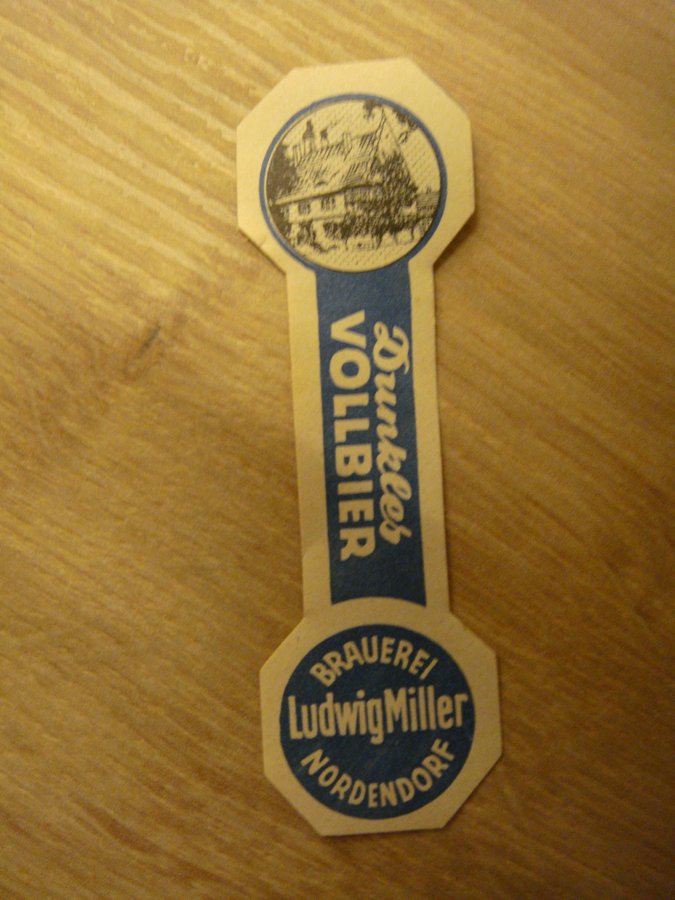 Dunkles
VOLLBIER
BRAUEREI
Ludwig Miller
NORDENDORF